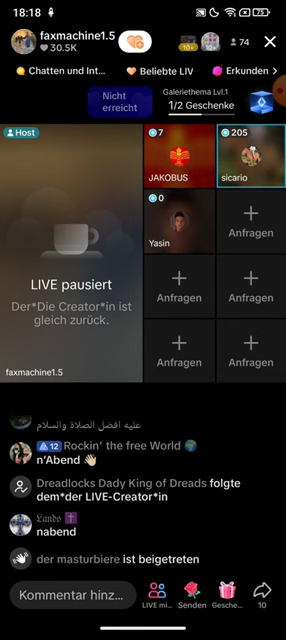 18:18
75
faxmachine1.5
30.5K
10+
10+
74
Chatten und Int...
Beliebte LIV
Erkunden
Nicht
erreicht
Galeriethema Lvl.1
1/2 Geschenke
Host
LIVE pausiert
Der*Die Creator*in ist
gleich zurück.
faxmachine1.5
7
JAKOBUS
205
sicario
0
Yasin
Anfragen
Anfragen
Anfragen
Anfragen
Anfragen
عليه افضل الصلاة والسلام
12 Rockin' the free World
n'Abend
Dreadlocks Dady King of Dreads folgte
dem*der LIVE-Creator*in
𝔏𝔞𝔫𝔡𝔬
nabend
der masturbiere ist beigetreten
Kommentar hinz...
LIVE mi...
Senden
Gesche...
10